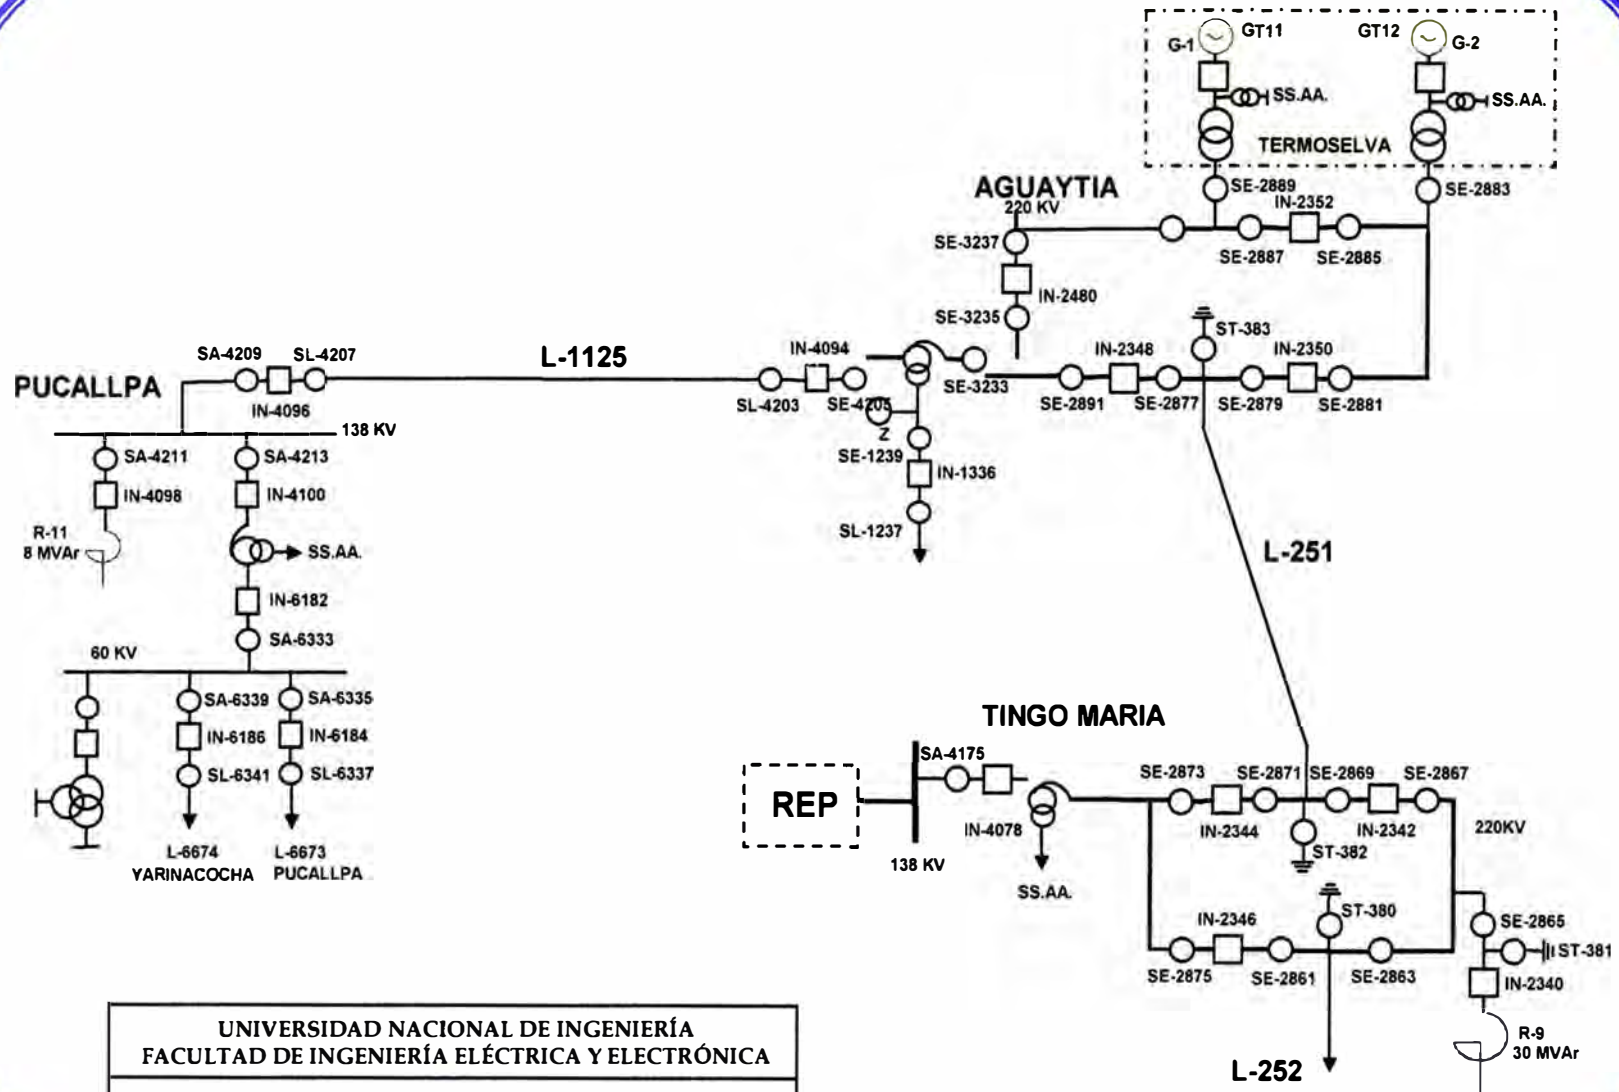 G-1
GT11
GT12
G-2
SS.AA.
SS.AA.
TERMOSELVA
AGUAYTIA
220 KV
SE-2889
SE-2883
IN-2352
SE-3237
SE-2887
SE-2885
IN-2480
SE-3235
ST-383
SA-4209
SL-4207
L-1125
IN-4094
IN-2348
IN-2350
PUCALLPA
SE-3233
IN-4096
SL-4203
SE-4205
SE-2891
SE-2877
SE-2879
SE-2881
138 KV
Z
SA-4211
SA-4213
SE-1239
IN-4098
IN-4100
IN-1336
R-11
8 MVAr
SS.AA.
SL-1237
L-251
IN-6182
SA-6333
60 KV
SA-6339
SA-6335
TINGO MARIA
IN-6186
IN-6184
SA-4175
SL-6341
SL-6337
SE-2873
SE-2871
SE-2869
SE-2867
REP
IN-4078
IN-2344
IN-2342
220KV
L-6674
YARINACOCHA
L-6673
PUCALLPA
138 KV
ST-382
SS.AA.
IN-2346
ST-380
SE-2865
ST-381
SE-2875
SE-2861
SE-2863
IN-2340
UNIVERSIDAD NACIONAL DE INGENIERÍA
FACULTAD DE INGENIERÍA ELÉCTRICA Y ELECTRÓNICA
R-9
30 MVAr
L-252